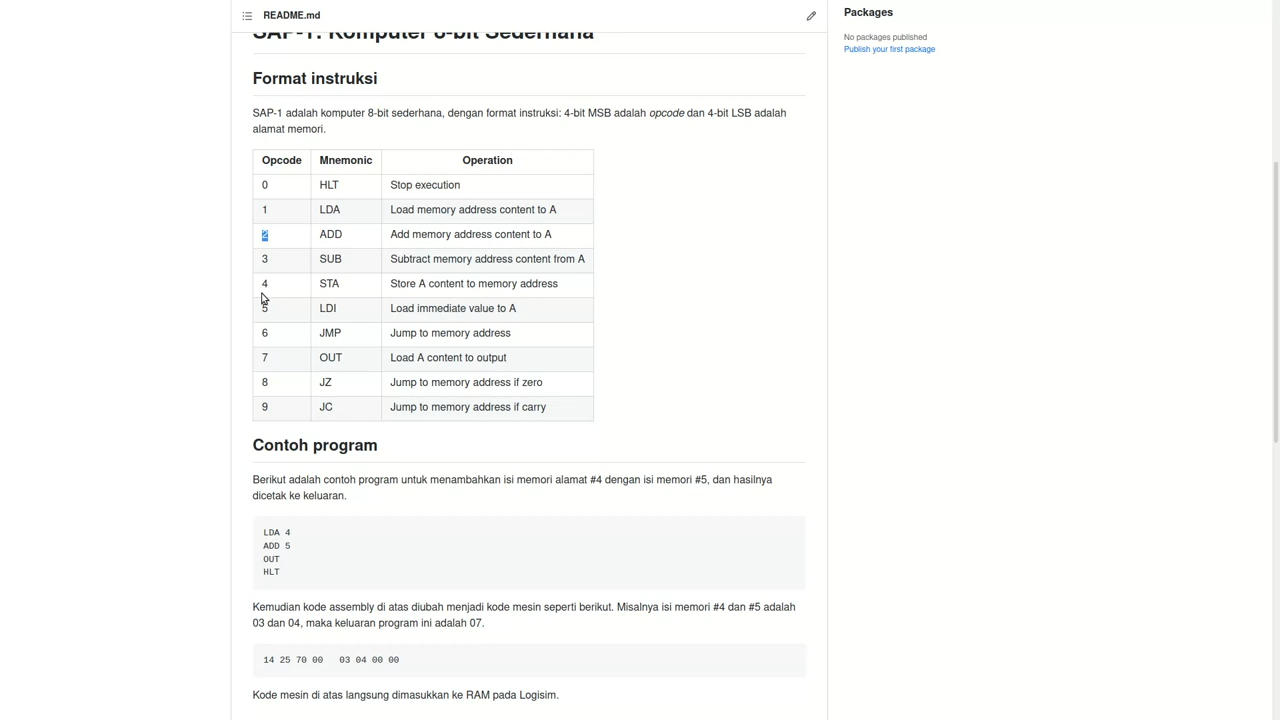 README.md
SAP-1: Komputer 8-bit Sederhana
Format instruksi
SAP-1 adalah komputer 8-bit sederhana, dengan format instruksi: 4-bit MSB adalah opcode dan 4-bit LSB adalah
alamat memori.
Opcode Mnemonic Operation
0 HLT Stop execution
1 LDA Load memory address content to A
2 ADD Add memory address content to A
3 SUB Subtract memory address content from A
4 STA Store A content to memory address
5 LDI Load immediate value to A
6 JMP Jump to memory address
7 OUT Load A content to output
8 JZ Jump to memory address if zero
9 JC Jump to memory address if carry
Contoh program
Berikut adalah contoh program untuk menambahkan isi memori alamat #4 dengan isi memori #5, dan hasilnya
dicetak ke keluaran.
LDA 4
ADD 5
OUT
HLT
Kemudian kode assembly di atas diubah menjadi kode mesin seperti berikut. Misalnya isi memori #4 dan #5 adalah
03 dan 04, maka keluaran program ini adalah 07.
14 25 70 00 03 04 00 00
Kode mesin di atas langsung dimasukkan ke RAM pada Logisim.
Packages
No packages published
Publish your first package